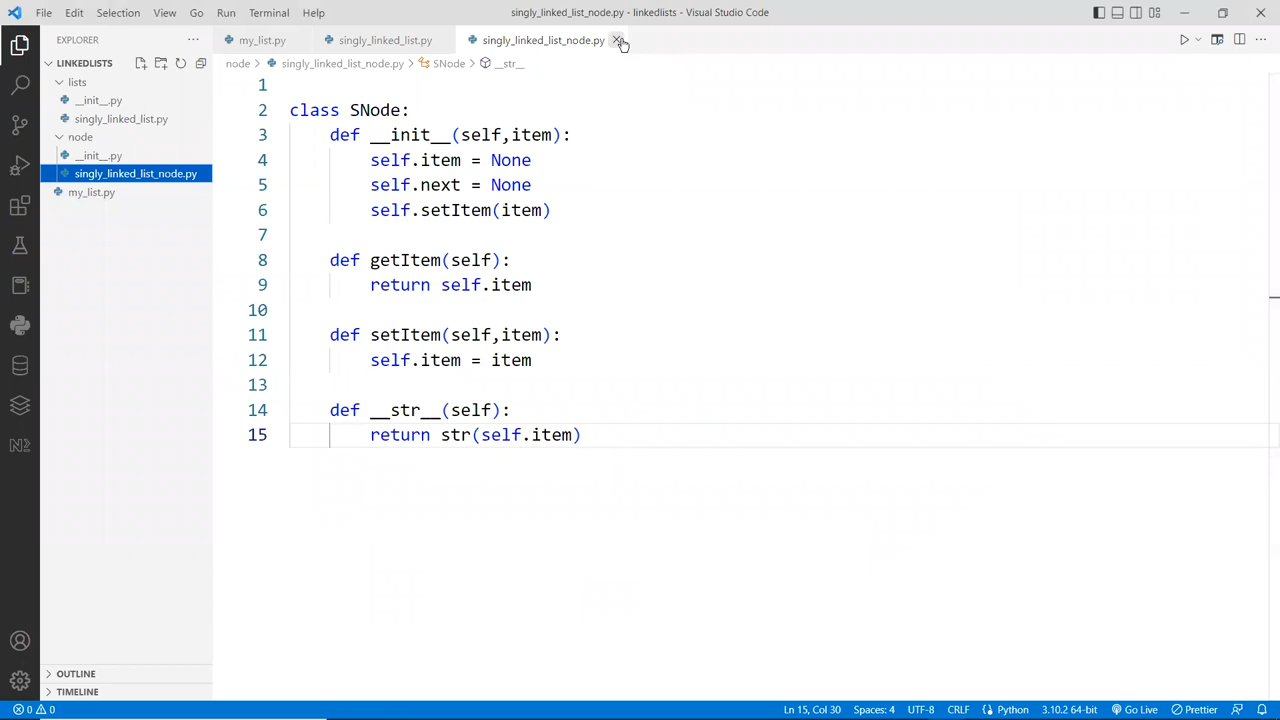 File Edit Selection View Go Run Terminal Help singly_linked_list_node.py - linkedlists - Visual Studio Code
EXPLORER
LINKEDLISTS
lists
__init__.py
singly_linked_list.py
node
__init__.py
singly_linked_list_node.py
my_list.py
OUTLINE
TIMELINE
my_list.py singly_linked_list.py singly_linked_list_node.py
node > singly_linked_list_node.py > SNode > __str__
1
2 class SNode:
3 def __init__(self,item):
4 self.item = None
5 self.next = None
6 self.setItem(item)
7
8 def getItem(self):
9 return self.item
10
11 def setItem(self,item):
12 self.item = item
13
14 def __str__(self):
15 return str(self.item)
0 0 Ln 15, Col 30 Spaces: 4 UTF-8 CRLF Python 3.10.2 64-bit Go Live Prettier